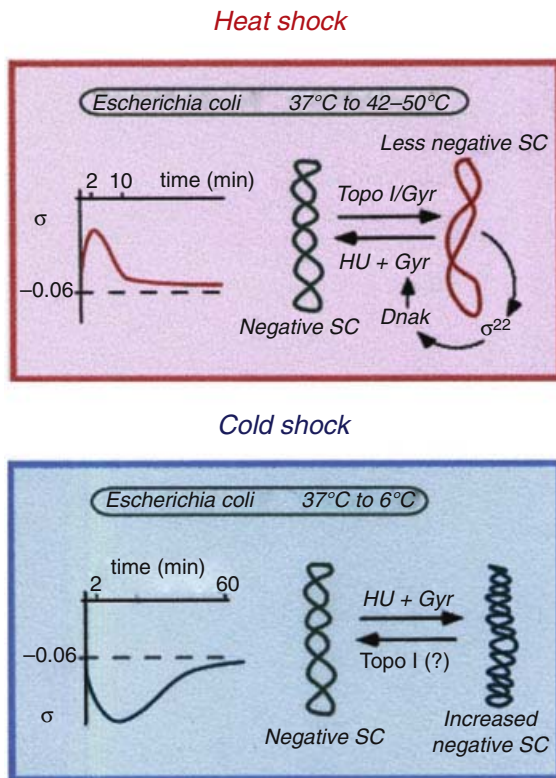 Heat shock
Escherichia coli 37°C to 42–50°C
Less negative SC
2 10 time (min)
σ
–0.06
Topo I/Gyr
HU + Gyr
Negative SC
Dnak
σ²²
Cold shock
Escherichia coli 37°C to 6°C
time (min)
2 60
–0.06
σ
HU + Gyr
Topo I (?)
Negative SC
Increased
negative SC